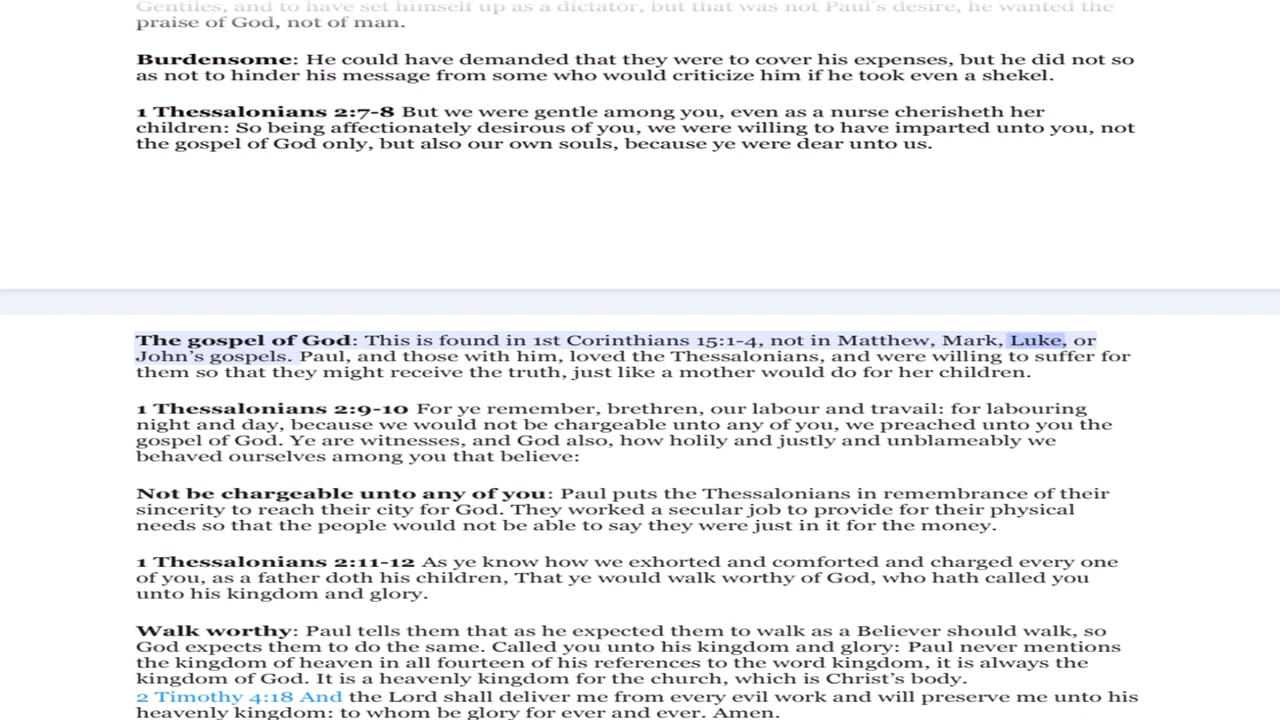 Gentiles, and to have set himself up as a dictator, but that was not Paul's desire, he wanted the
praise of God, not of man.
Burdensome: He could have demanded that they were to cover his expenses, but he did not so
as not to hinder his message from some who would criticize him if he took even a shekel.
1 Thessalonians 2:7-8 But we were gentle among you, even as a nurse cherisheth her
children: So being affectionately desirous of you, we were willing to have imparted unto you, not
the gospel of God only, but also our own souls, because ye were dear unto us.
The gospel of God: This is found in 1st Corinthians 15:1-4, not in Matthew, Mark, Luke, or
John's gospels. Paul, and those with him, loved the Thessalonians, and were willing to suffer for
them so that they might receive the truth, just like a mother would do for her children.
1 Thessalonians 2:9-10 For ye remember, brethren, our labour and travail: for labouring
night and day, because we would not be chargeable unto any of you, we preached unto you the
gospel of God. Ye are witnesses, and God also, how holily and justly and unblameably we
behaved ourselves among you that believe:
Not be chargeable unto any of you: Paul puts the Thessalonians in remembrance of their
sincerity to reach their city for God. They worked a secular job to provide for their physical
needs so that the people would not be able to say they were just in it for the money.
1 Thessalonians 2:11-12 As ye know how we exhorted and comforted and charged every one
of you, as a father doth his children, That ye would walk worthy of God, who hath called you
unto his kingdom and glory.
Walk worthy: Paul tells them that as he expected them to walk as a Believer should walk, so
God expects them to do the same. Called you unto his kingdom and glory: Paul never mentions
the kingdom of heaven in all fourteen of his references to the word kingdom, it is always the
kingdom of God. It is a heavenly kingdom for the church, which is Christ's body.
2 Timothy 4:18 And the Lord shall deliver me from every evil work and will preserve me unto his
heavenly kingdom: to whom be glory for ever and ever. Amen.